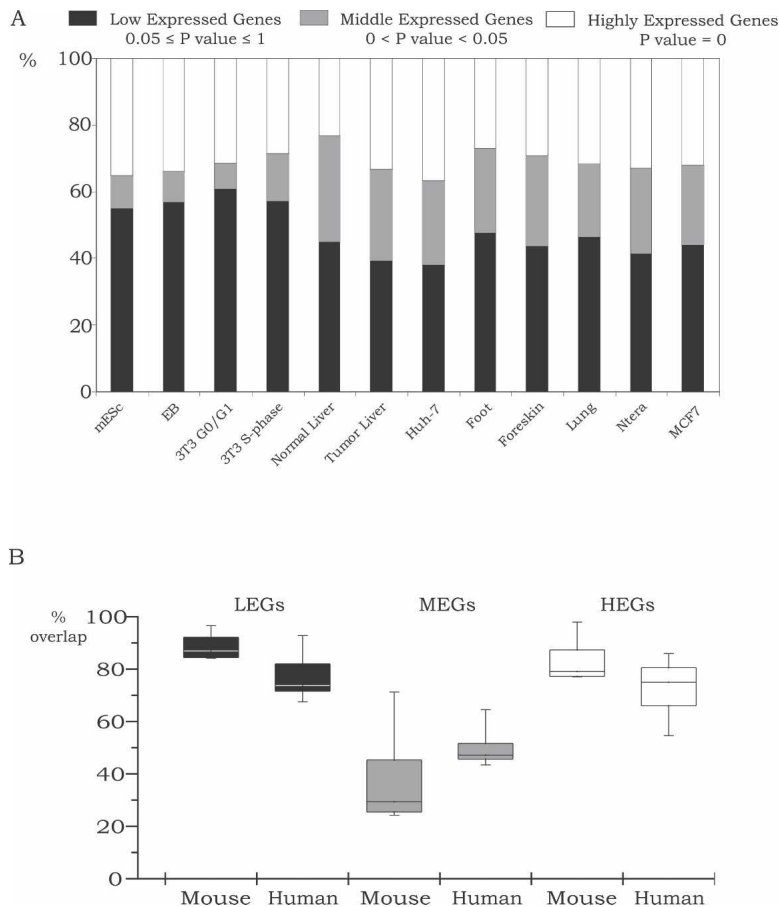 A
Low Expressed Genes Middle Expressed Genes Highly Expressed Genes
0.05 ≤ P value ≤ 1 0 < P value < 0.05 P value = 0
%
100
80
60
40
20
0
mESc EB 3T3 G0/G1 3T3 S-phase Normal Liver Tumor Liver Huh-7 Foot Foreskin Lung Ntera MCF7
B
LEGs MEGs HEGs
%
overlap
100
80
60
40
20
0
Mouse Human Mouse Human Mouse Human